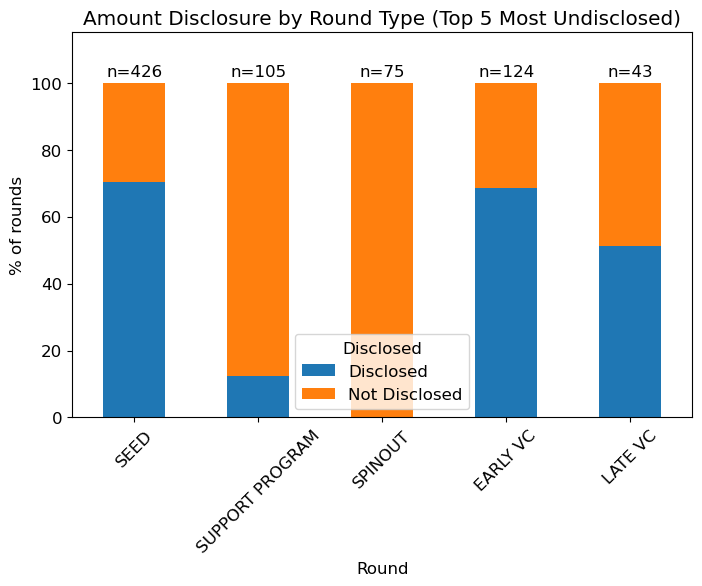 Amount Disclosure by Round Type (Top 5 Most Undisclosed)
n=426
n=105
n=75
n=124
n=43
100
80
60
40
20
0
% of rounds
Disclosed
Disclosed
Not Disclosed
SEED
SUPPORT PROGRAM
SPINOUT
EARLY VC
LATE VC
Round